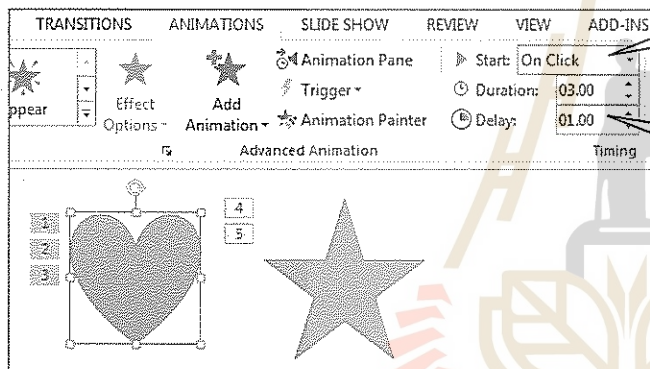 TRANSITIONS ANIMATIONS SLIDE SHOW REVIEW VIEW ADD-INS
Animation Pane Start: On Click
Effect Add Trigger Duration: 03.00
ppear Options Animation Animation Painter Delay: 01.00
Advanced Animation Timing
1 4
2 5
3